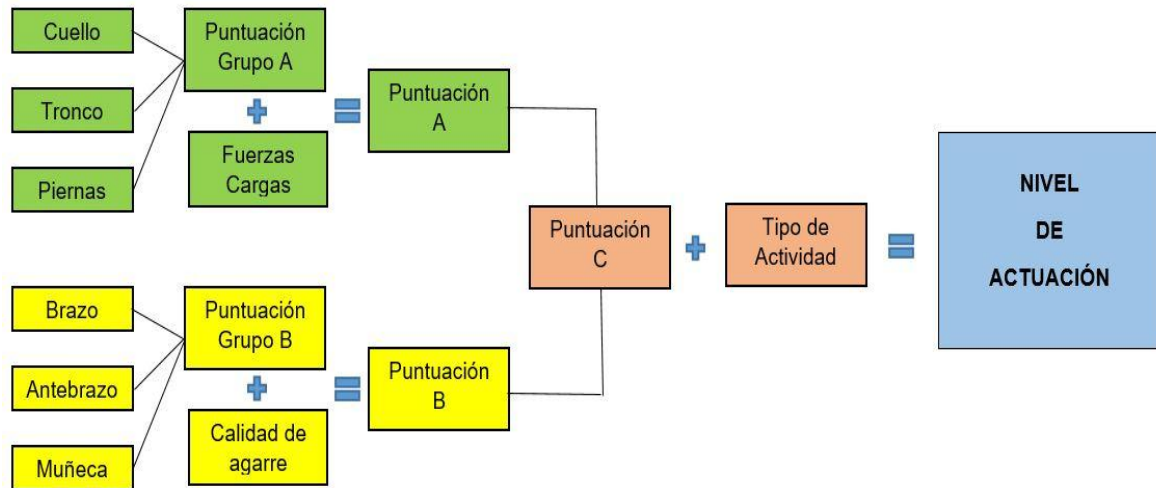 Cuello
Tronco
Piernas
Puntuación
Grupo A
Fuerzas
Cargas
Puntuación
A
Brazo
Antebrazo
Muñeca
Puntuación
Grupo B
Calidad de
agarre
Puntuación
B
Puntuación
C
Tipo de
Actividad
NIVEL
DE
ACTUACIÓN